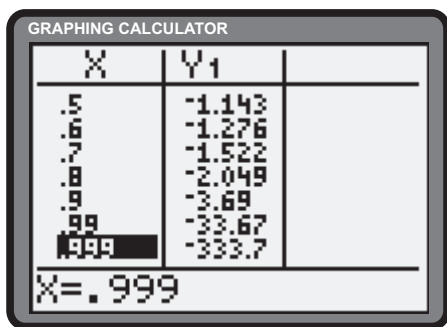 GRAPHING CALCULATOR
X Y1
.5 -1.143
.6 -1.276
.7 -1.522
.8 -2.049
.9 -3.69
.99 -33.67
.999 -333.7
X=.999